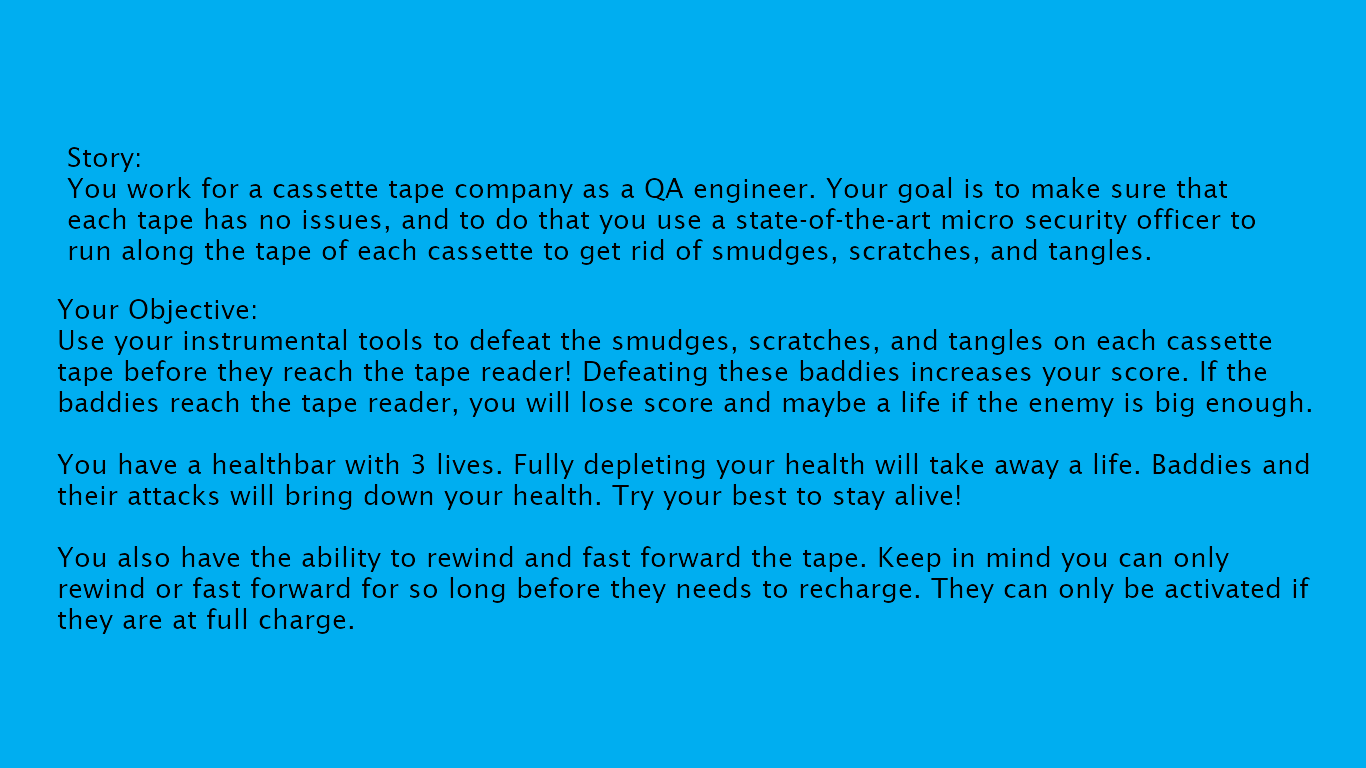 Story:
You work for a cassette tape company as a QA engineer. Your goal is to make sure that
each tape has no issues, and to do that you use a state-of-the-art micro security officer to
run along the tape of each cassette to get rid of smudges, scratches, and tangles.
Your Objective:
Use your instrumental tools to defeat the smudges, scratches, and tangles on each cassette
tape before they reach the tape reader! Defeating these baddies increases your score. If the
baddies reach the tape reader, you will lose score and maybe a life if the enemy is big enough.
You have a healthbar with 3 lives. Fully depleting your health will take away a life. Baddies and
their attacks will bring down your health. Try your best to stay alive!
You also have the ability to rewind and fast forward the tape. Keep in mind you can only
rewind or fast forward for so long before they needs to recharge. They can only be activated if
they are at full charge.